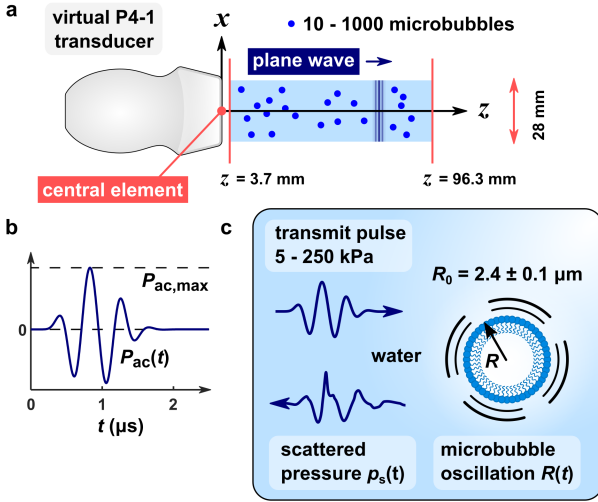 a
virtual P4-1
transducer
x
10 - 1000 microbubbles
plane wave
z
28 mm
central element
z = 3.7 mm
z = 96.3 mm
b
P_ac,max
0
P_ac(t)
0
1
2
t (µs)
c
transmit pulse
5 - 250 kPa
R₀ = 2.4 ± 0.1 µm
water
R
scattered
pressure pₛ(t)
microbubble
oscillation R(t)